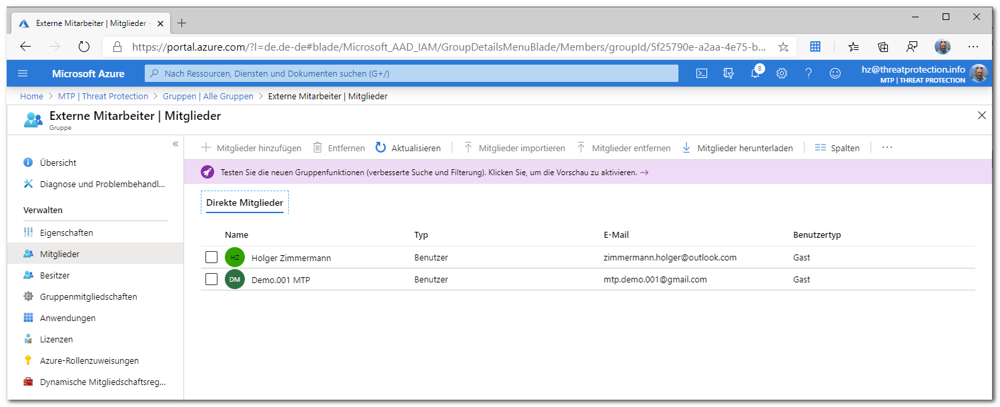 Externe Mitarbeiter | Mitglieder -
https://portal.azure.com/?l=de.de-de#blade/Microsoft_AAD_IAM/GroupDetailsMenuBlade/Members/groupId/5f25790e-a2aa-4e75-b...
Microsoft Azure
Nach Ressourcen, Diensten und Dokumenten suchen (G+/)
8
hz@threatprotection.info
MTP | THREAT PROTECTION
Home > MTP | Threat Protection > Gruppen | Alle Gruppen > Externe Mitarbeiter | Mitglieder
Externe Mitarbeiter | Mitglieder
Gruppe
Übersicht
Diagnose und Problembehandl...
Verwalten
Eigenschaften
Mitglieder
Besitzer
Gruppenmitgliedschaften
Anwendungen
Lizenzen
Azure-Rollenzuweisungen
Dynamische Mitgliedschaftsreg...
Mitglieder hinzufügen Entfernen Aktualisieren Mitglieder importieren Mitglieder entfernen Mitglieder herunterladen Spalten ...
Testen Sie die neuen Gruppenfunktionen (verbesserte Suche und Filterung). Klicken Sie, um die Vorschau zu aktivieren. →
Direkte Mitglieder
Name Typ E-Mail Benutzertyp
HZ Holger Zimmermann Benutzer zimmermann.holger@outlook.com Gast
DM Demo.001 MTP Benutzer mtp.demo.001@gmail.com Gast